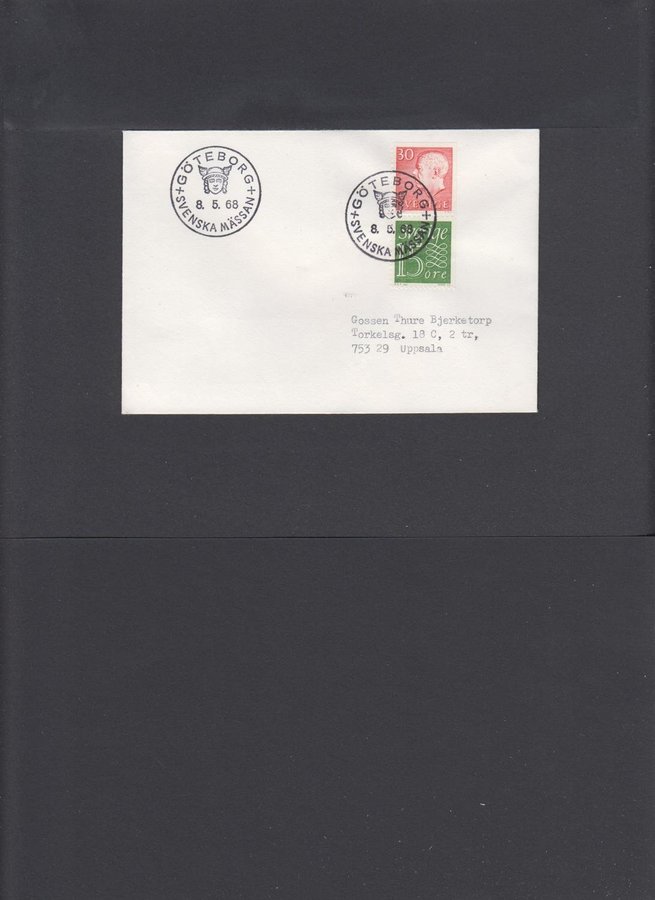 + GÖTEBORG +
8. 5. 68
SVENSKA MÄSSAN
30
SVERIGE
+ GÖTEBORG +
8. 5. 68
SVENSKA MÄSSAN
Sverige
15
öre
Gossen Thure Bjerketorp
Torkelsg. 18 C, 2 tr,
753 29 Uppsala